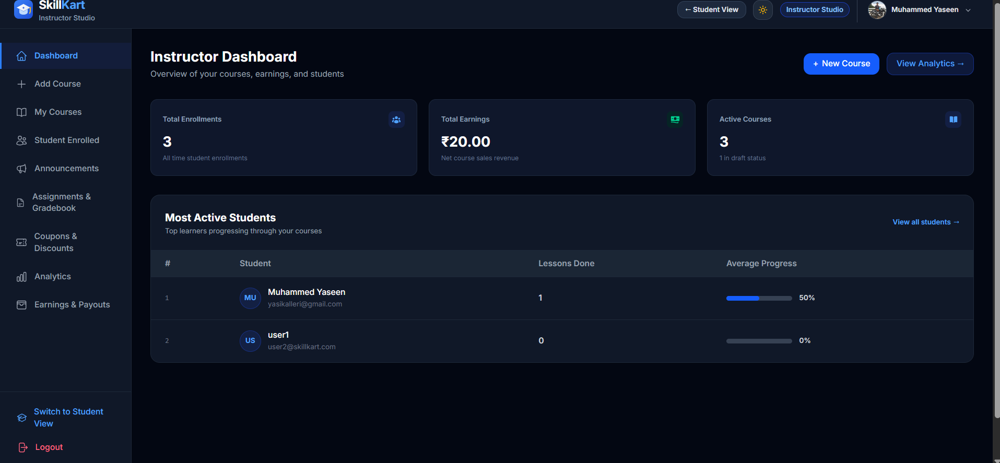 SkillKart
Instructor Studio
← Student View
Instructor Studio
Muhammed Yaseen
Dashboard
Add Course
My Courses
Student Enrolled
Announcements
Assignments &
Gradebook
Coupons &
Discounts
Analytics
Earnings & Payouts
Switch to Student
View
Logout
Instructor Dashboard
Overview of your courses, earnings, and students
+ New Course
View Analytics →
Total Enrollments
3
All time student enrollments
Total Earnings
₹20.00
Net course sales revenue
Active Courses
3
1 in draft status
Most Active Students
Top learners progressing through your courses
View all students →
# Student Lessons Done Average Progress
1 MU Muhammed Yaseen 1 50%
yasikalleri@gmail.com
2 US user1 0 0%
user2@skillkart.com